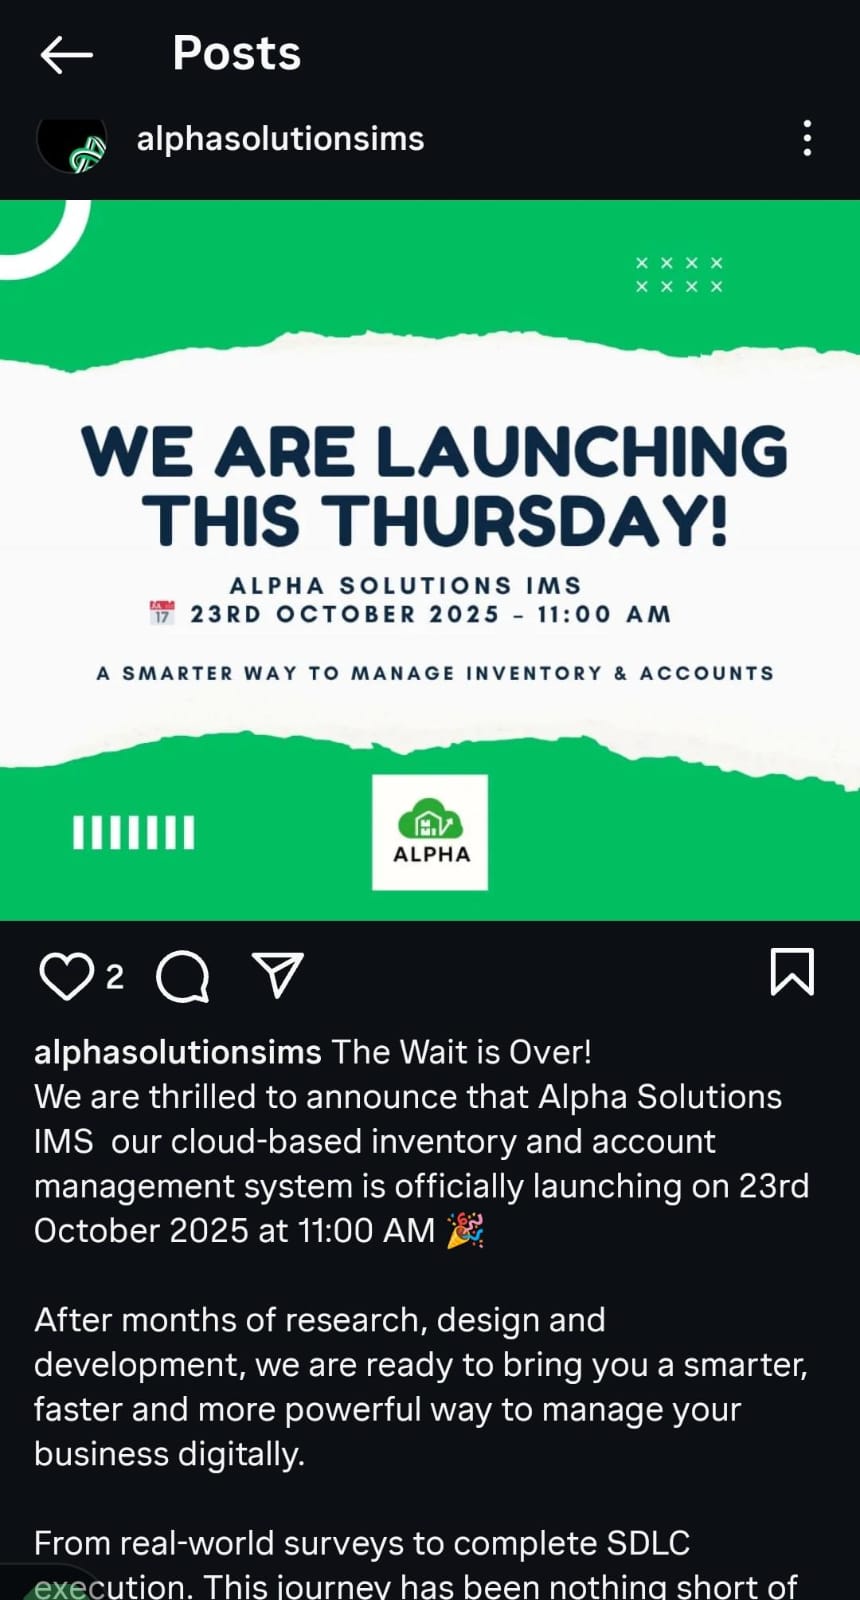 Posts
alphasolutionsims
WE ARE LAUNCHING
THIS THURSDAY!
ALPHA SOLUTIONS IMS
📅 23RD OCTOBER 2025 - 11:00 AM
A SMARTER WAY TO MANAGE INVENTORY & ACCOUNTS
ALPHA
2
alphasolutionsims The Wait is Over!
We are thrilled to announce that Alpha Solutions
IMS  our cloud-based inventory and account
management system is officially launching on 23rd
October 2025 at 11:00 AM 🎉
After months of research, design and
development, we are ready to bring you a smarter,
faster and more powerful way to manage your
business digitally.
From real-world surveys to complete SDLC
execution. This journey has been nothing short of